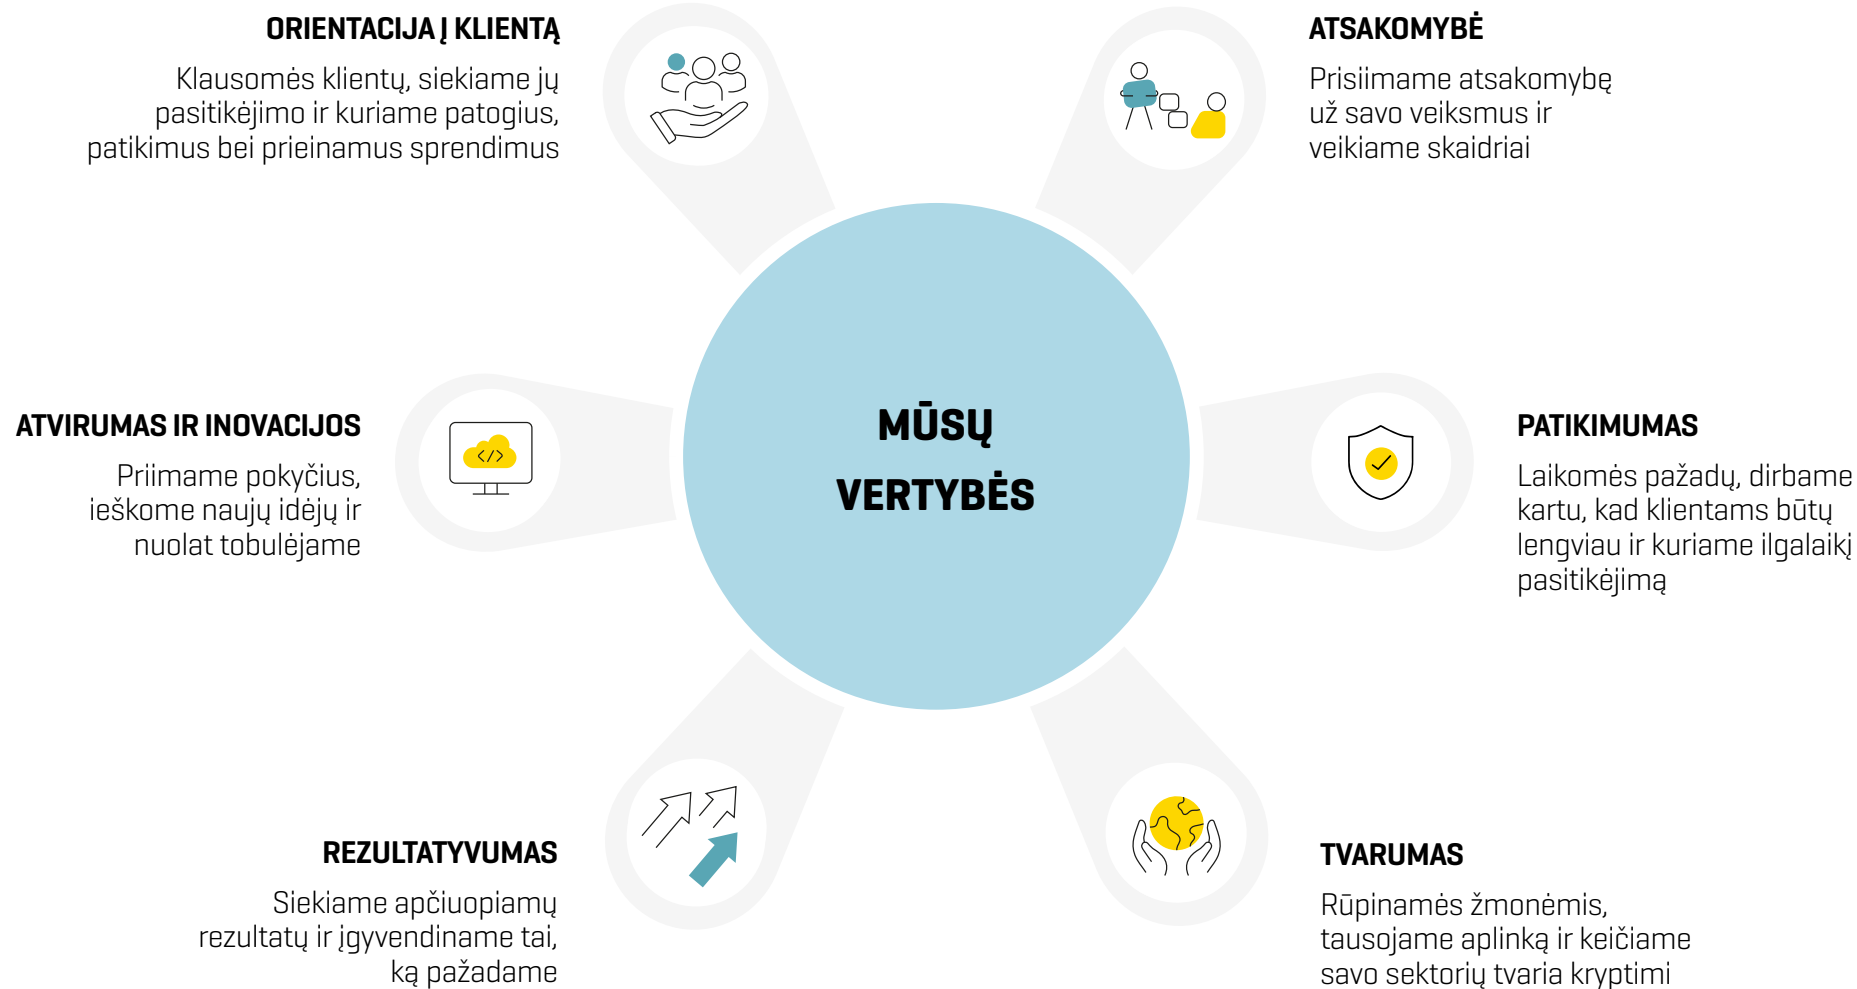 ORIENTACIJA Į KLIENTĄ
Klausomės klientų, siekiame jų
pasitikėjimo ir kuriame patogius,
patikimus bei prieinamus sprendimus
ATSAKOMYBĖ
Prisiimame atsakomybę
už savo veiksmus ir
veikiame skaidriai
ATVIRUMAS IR INOVACIJOS
Priimame pokyčius,
ieškome naujų idėjų ir
nuolat tobulėjame
</>
MŪSŲ
VERTYBĖS
PATIKIMUMAS
Laikomės pažadų, dirbame
kartu, kad klientams būtų
lengviau ir kuriame ilgalaikį
pasitikėjimą
REZULTATYVUMAS
Siekiame apčiuopiamų
rezultatų ir įgyvendiname tai,
ką pažadame
TVARUMAS
Rūpinamės žmonėmis,
tausojame aplinką ir keičiame
savo sektorių tvaria kryptimi